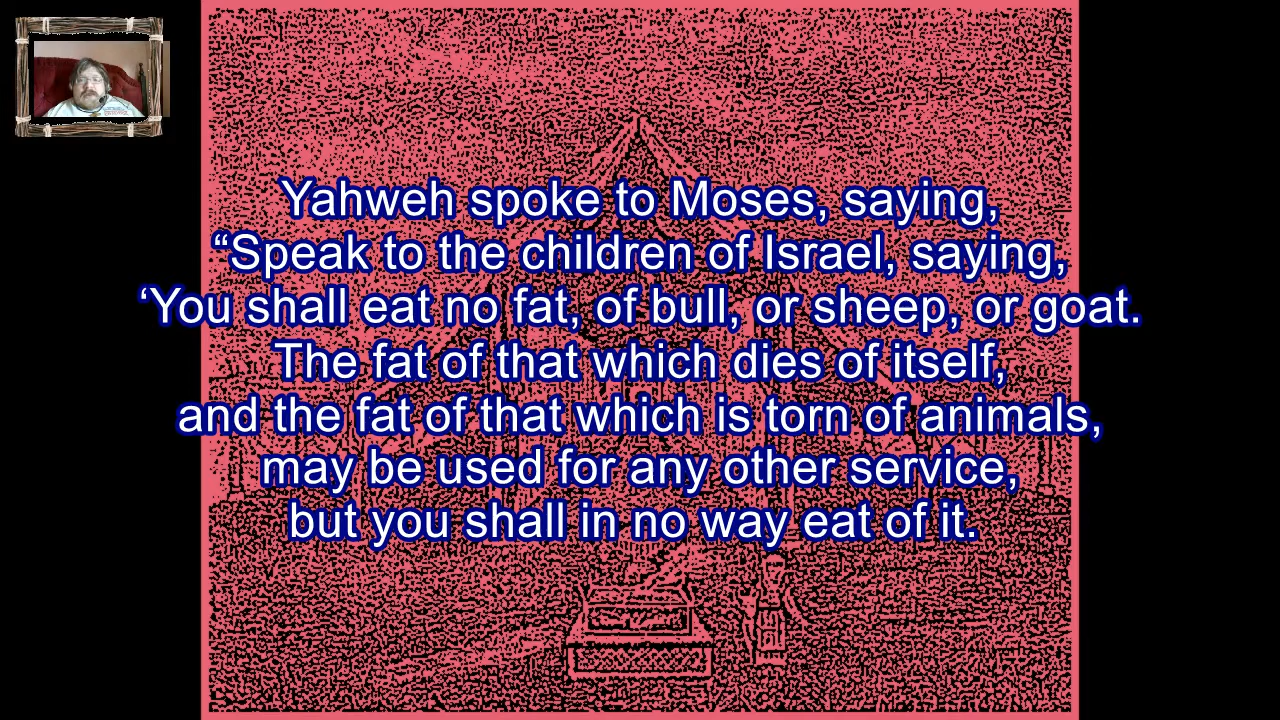 Yahweh spoke to Moses, saying,
“Speak to the children of Israel, saying,
‘You shall eat no fat, of bull, or sheep, or goat.
The fat of that which dies of itself,
and the fat of that which is torn of animals,
may be used for any other service,
but you shall in no way eat of it.